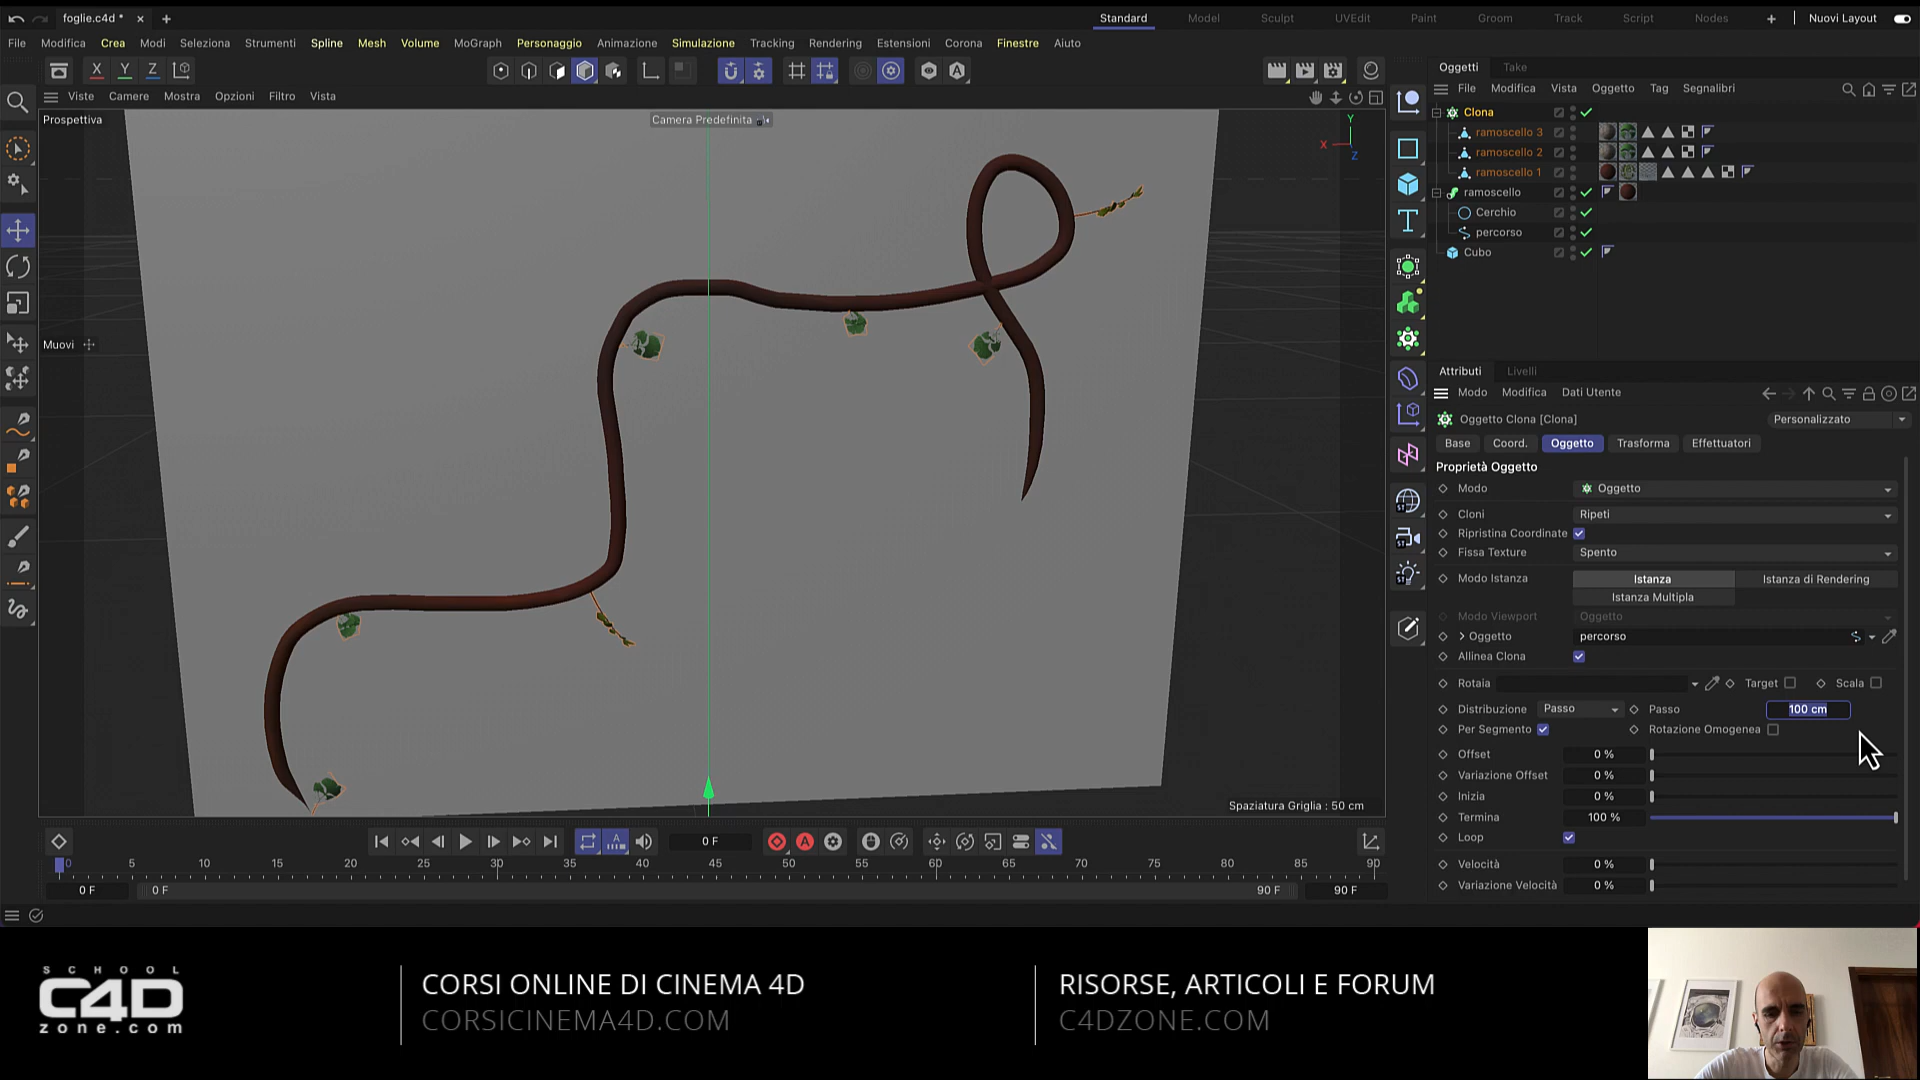 foglie.c4d *
Standard Model Sculpt UVEdit Paint Groom Track Script Nodes Nuovi Layout
File Modifica Crea Modi Seleziona Strumenti Spline Mesh Volume MoGraph Personaggio Animazione Simulazione Tracking Rendering Estensioni Corona Finestre Aiuto
X Y Z
Viste Camere Mostra Opzioni Filtro Vista
Prospettiva
Camera Predefinita
Y
X
Z
Muovi
Spaziatura Griglia : 50 cm
Oggetti Take
File Modifica Vista Oggetto Tag Segnalibri
Clona
ramoscello 3
ramoscello 2
ramoscello 1
ramoscello
Cerchio
percorso
Cubo
Attributi Livelli
Modo Modifica Dati Utente
Oggetto Clona [Clona] Personalizzato
Base Coord. Oggetto Trasforma Effettuatori
Proprietà Oggetto
Modo Oggetto
Cloni Ripeti
Ripristina Coordinate
Fissa Texture Spento
Modo Istanza Istanza Istanza di Rendering
Istanza Multipla
Modo Viewport Oggetto
> Oggetto percorso
Allinea Clona
Rotaia Target Scala
Distribuzione Passo Passo 100 cm
Per Segmento Rotazione Omogenea
Offset 0 %
Variazione Offset 0 %
Inizia 0 %
Termina 100 %
Loop
Velocità 0 %
Variazione Velocità 0 %
0 F
0 5 10 15 20 25 30 35 40 45 50 55 60 65 70 75 80 85 90
0 F 0 F 90 F 90 F
SCHOOL
C4D
zone.com
CORSI ONLINE DI CINEMA 4D
CORSICINEMA4D.COM
RISORSE, ARTICOLI E FORUM
C4DZONE.COM